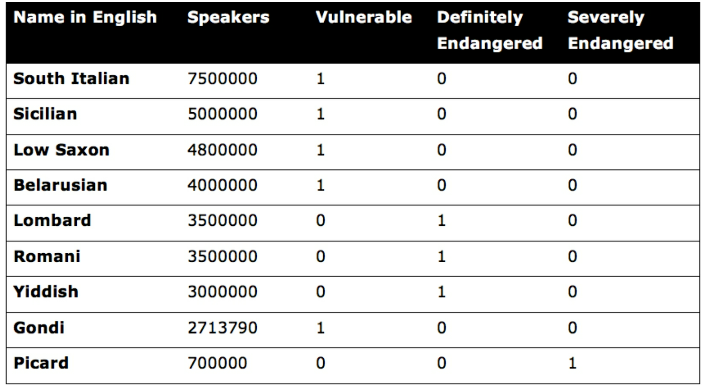 Name in English Speakers Vulnerable Definitely Endangered Severely Endangered
South Italian 7500000 1 0 0
Sicilian 5000000 1 0 0
Low Saxon 4800000 1 0 0
Belarusian 4000000 1 0 0
Lombard 3500000 0 1 0
Romani 3500000 0 1 0
Yiddish 3000000 0 1 0
Gondi 2713790 1 0 0
Picard 700000 0 0 1